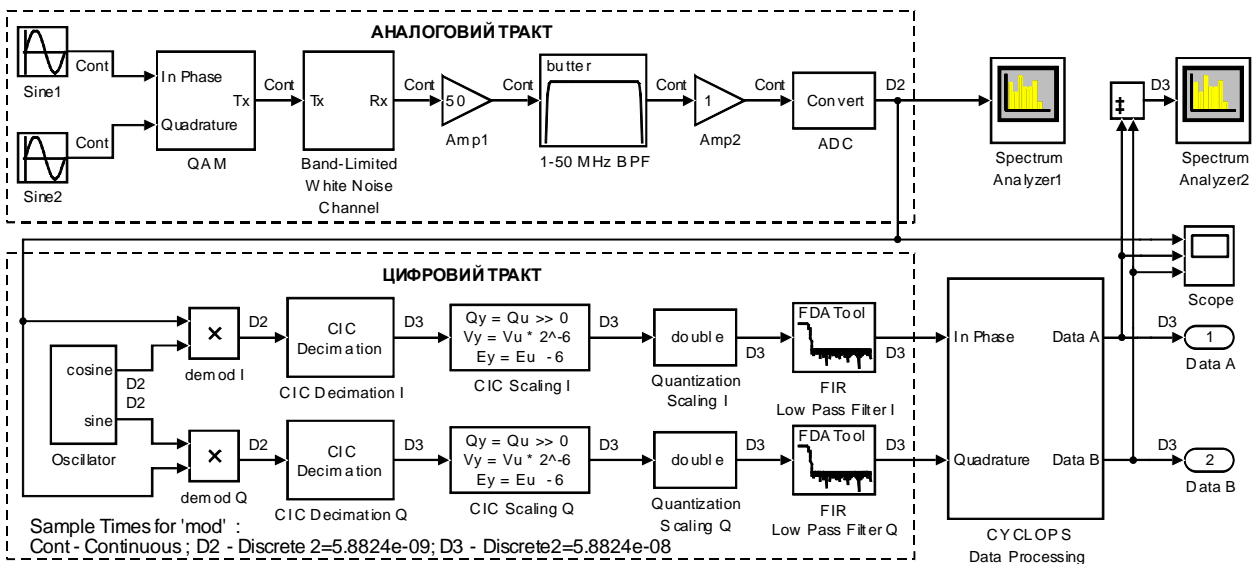 АНАЛОГОВИЙ ТРАКТ
Sine1
Cont
Sine2
Cont
In Phase
Quadrature
Tx
QAM
Cont
Tx
Rx
Band-Limited
White Noise
Channel
Cont
50
Amp1
Cont
butter
1-50 MHz BPF
Cont
1
Amp2
Cont
Convert
ADC
D2
Spectrum
Analyzer1
D3
Spectrum
Analyzer2
Scope
ЦИФРОВИЙ ТРАКТ
cosine
sine
Oscillator
D2
D2
×
demod I
D2
CIC
Decimation
CIC Decimation I
D3
Qy = Qu >> 0
Vy = Vu * 2^-6
Ey = Eu - 6
CIC Scaling I
D3
double
Quantization
Scaling I
D3
FDA Tool
FIR
Low Pass Filter I
D3
×
demod Q
D2
CIC
Decimation
CIC Decimation Q
D3
Qy = Qu >> 0
Vy = Vu * 2^-6
Ey = Eu - 6
CIC Scaling Q
D3
double
Quantization
Scaling Q
D3
FDA Tool
FIR
Low Pass Filter Q
D3
In Phase
Quadrature
Data A
Data B
CYCLOPS
Data Processing
D3
1
Data A
D3
2
Data B
Sample Times for 'mod' :
Cont - Continuous ; D2 - Discrete 2=5.8824e-09; D3 - Discrete2=5.8824e-08